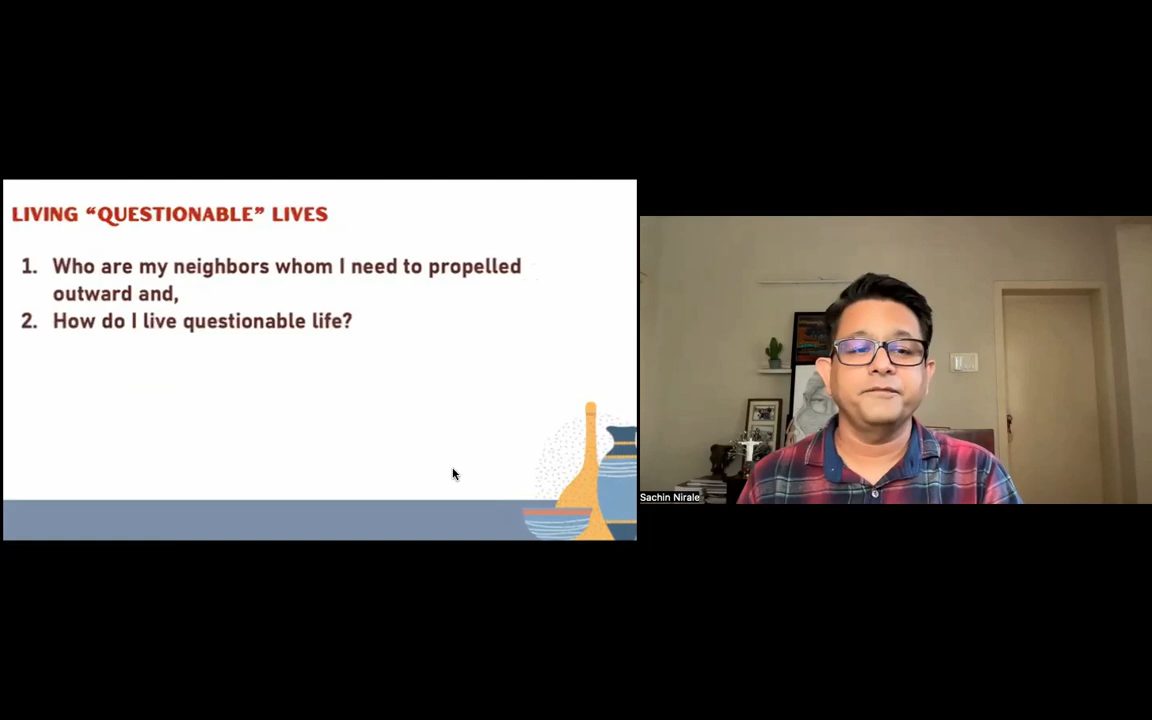 LIVING “QUESTIONABLE” LIVES
1. Who are my neighbors whom I need to propelled
outward and,
2. How do I live questionable life?
Sachin Nirale